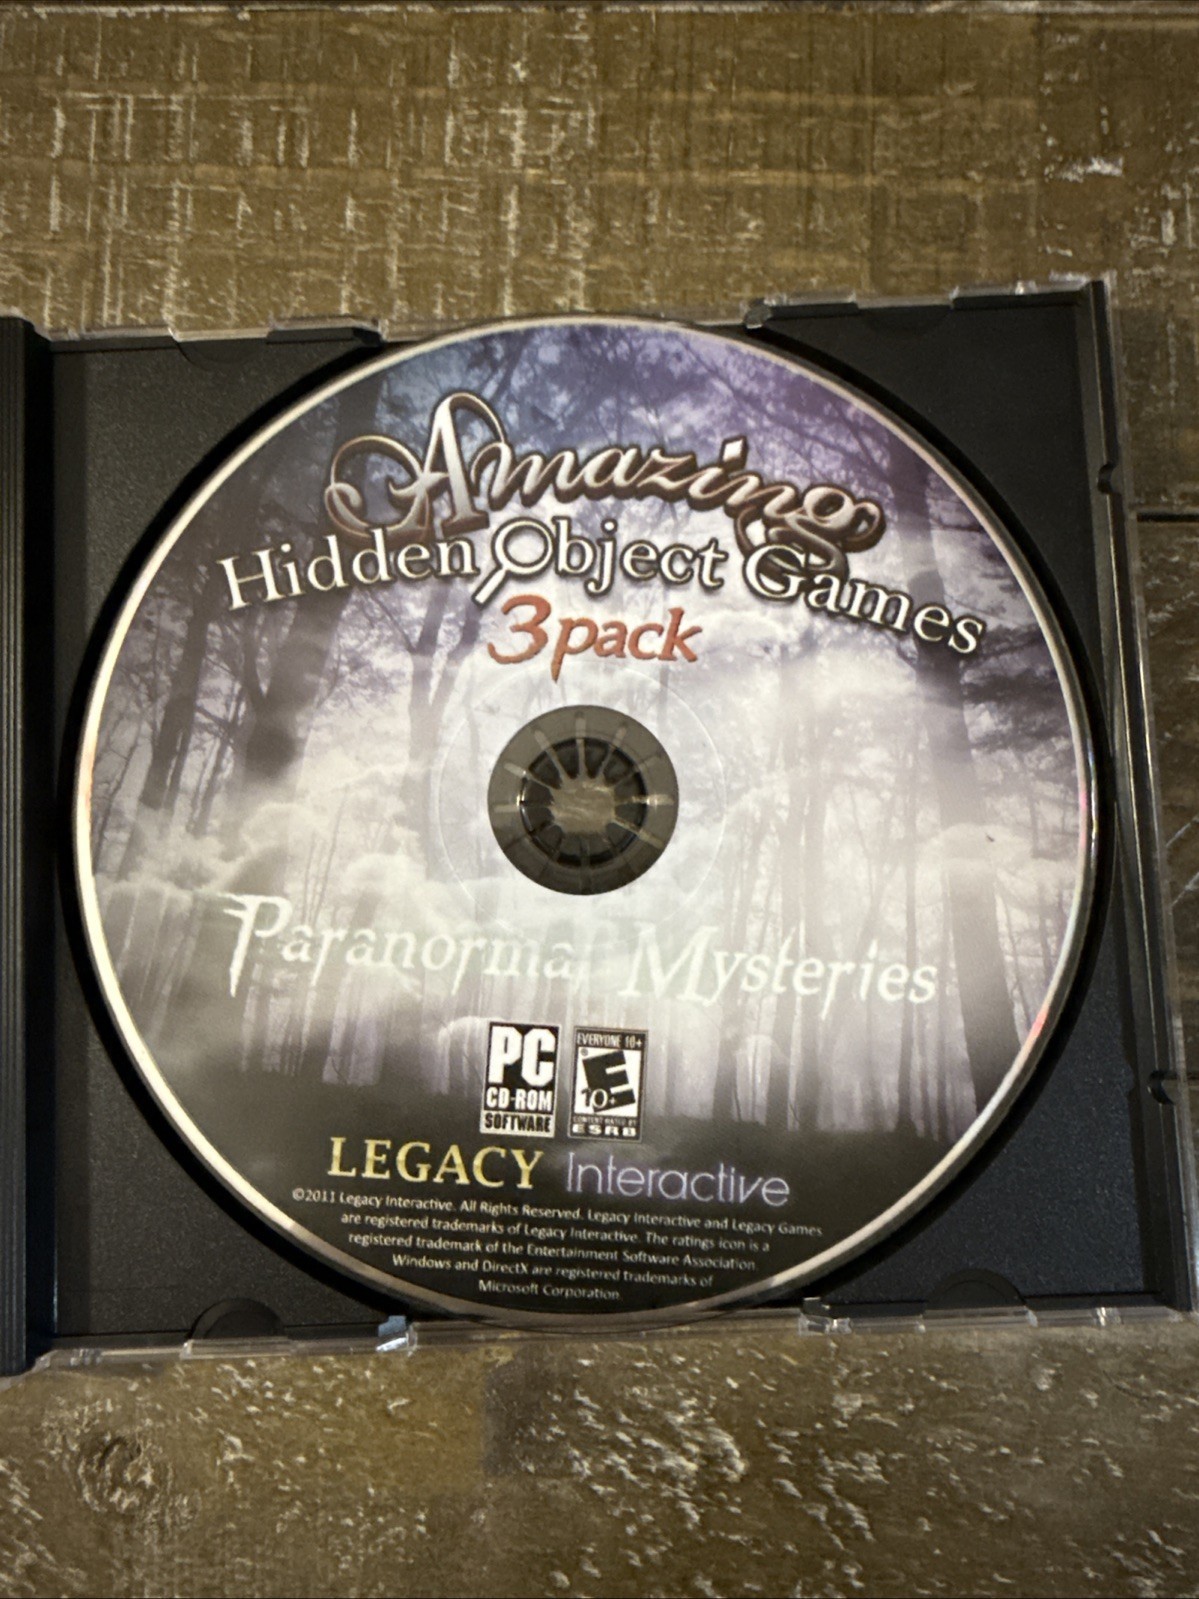 Amazing
Hidden Object Games
3 pack
Paranormal Mysteries
PC
CD-ROM
SOFTWARE
EVERYONE 10+
E
10+
CONTENT RATED BY
ESRB
LEGACY Interactive
©2011 Legacy Interactive. All Rights Reserved. Legacy Interactive and Legacy Games
are registered trademarks of Legacy Interactive. The ratings icon is a
registered trademark of the Entertainment Software Association.
Windows and DirectX are registered trademarks of
Microsoft Corporation.